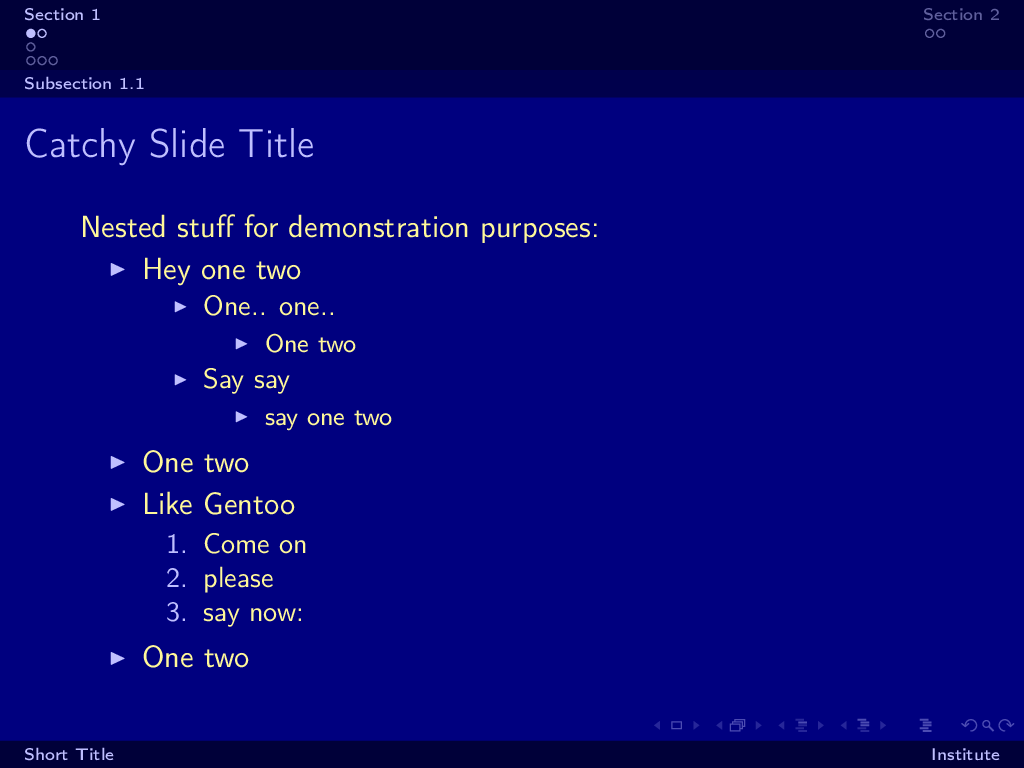 Section 1
Section 2
Subsection 1.1
Catchy Slide Title
Nested stuff for demonstration purposes:
Hey one two
One.. one..
One two
Say say
say one two
One two
Like Gentoo
1. Come on
2. please
3. say now:
One two
Short Title
Institute